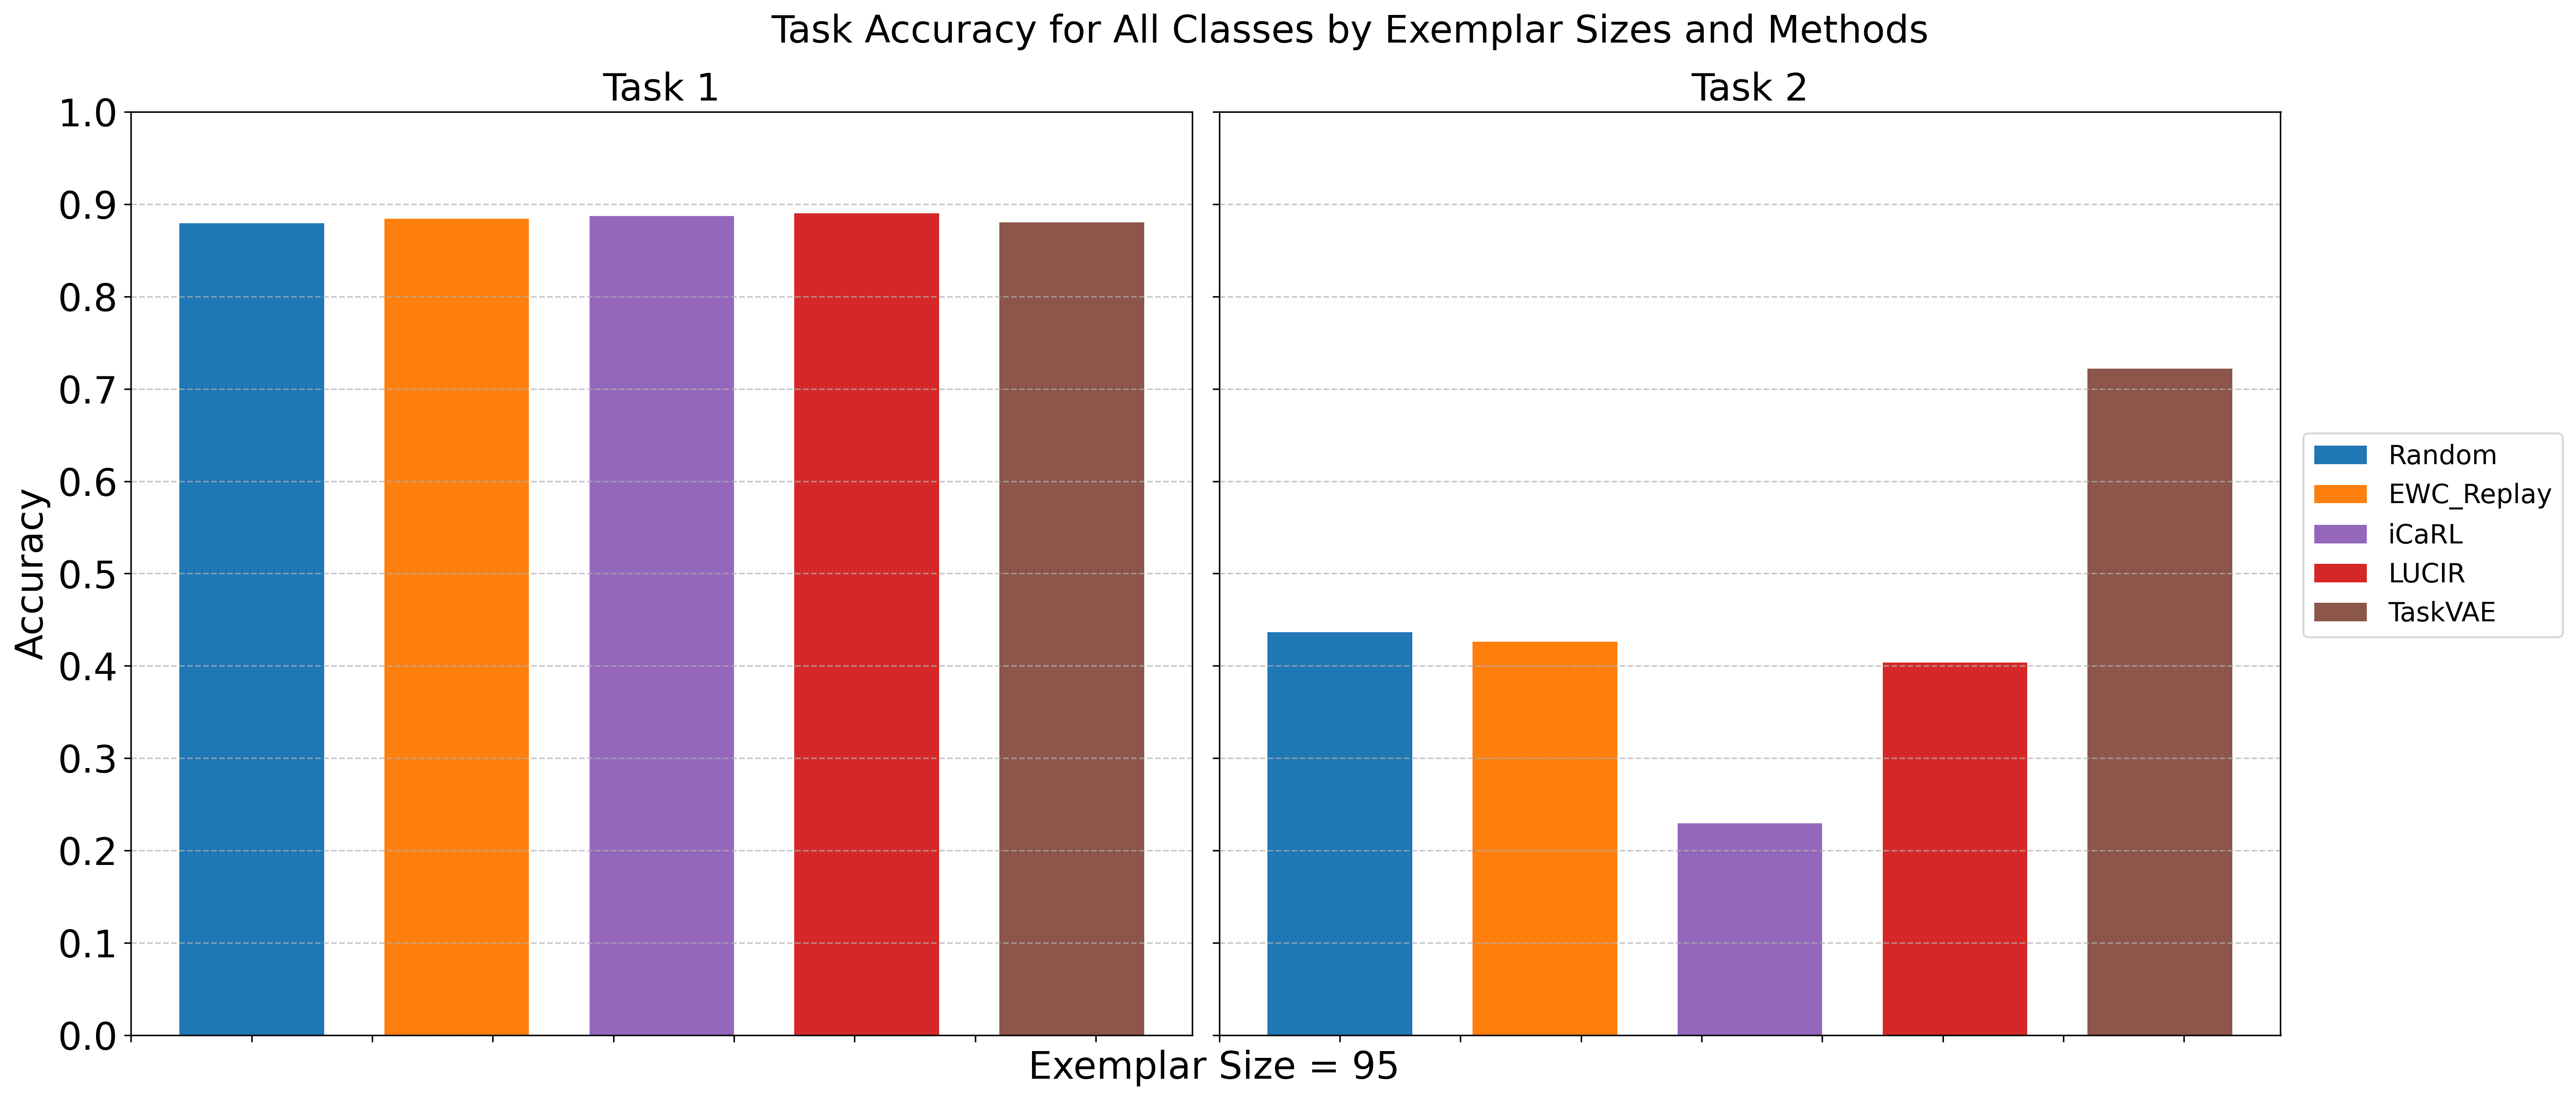 Task Accuracy for All Classes by Exemplar Sizes and Methods
Task 1
Task 2
Accuracy
1.0
0.9
0.8
0.7
0.6
0.5
0.4
0.3
0.2
0.1
0.0
Exemplar Size = 95
Random
EWC_Replay
iCaRL
LUCIR
TaskVAE